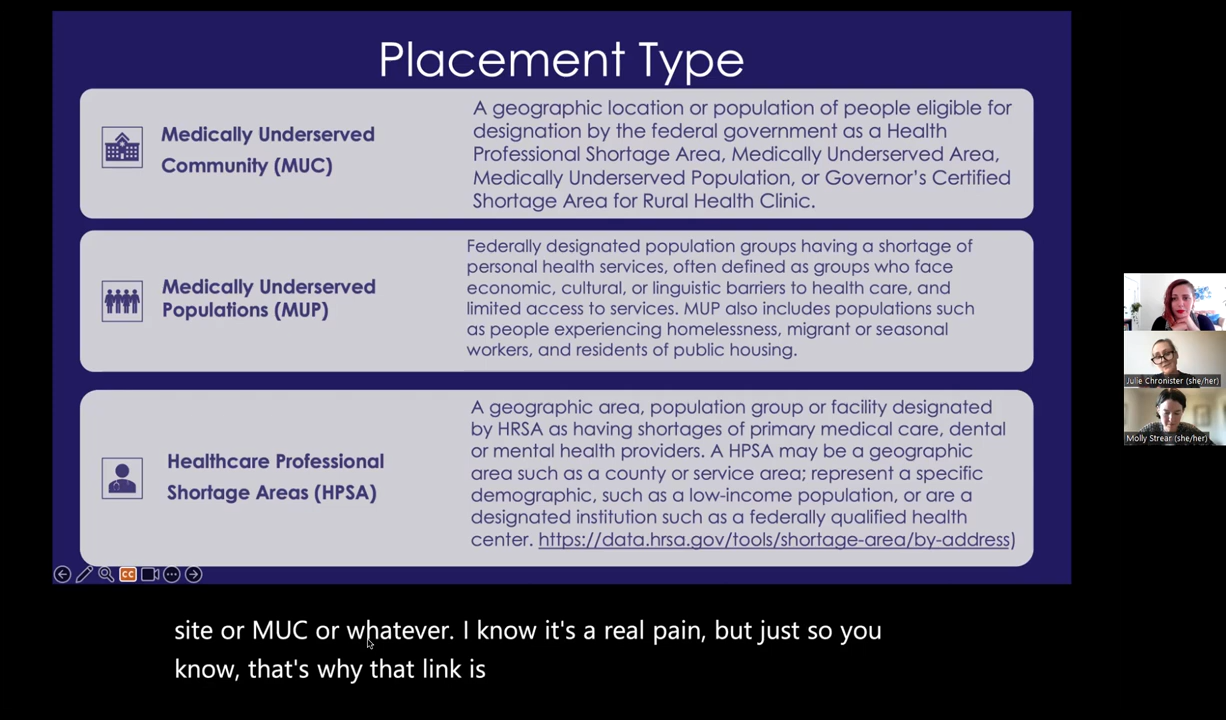 Placement Type
Medically Underserved
Community (MUC)
A geographic location or population of people eligible for
designation by the federal government as a Health
Professional Shortage Area, Medically Underserved Area,
Medically Underserved Population, or Governor's Certified
Shortage Area for Rural Health Clinic.
Medically Underserved
Populations (MUP)
Federally designated population groups having a shortage of
personal health services, often defined as groups who face
economic, cultural, or linguistic barriers to health care, and
limited access to services. MUP also includes populations such
as people experiencing homelessness, migrant or seasonal
workers, and residents of public housing.
Healthcare Professional
Shortage Areas (HPSA)
A geographic area, population group or facility designated
by HRSA as having shortages of primary medical care, dental
or mental health providers. A HPSA may be a geographic
area such as a county or service area; represent a specific
demographic, such as a low-income population, or are a
designated institution such as a federally qualified health
center. https://data.hrsa.gov/tools/shortage-area/by-address)
CC
Julie Chronister (she/her)
Molly Strear (she/her)
site or MUC or whatever. I know it's a real pain, but just so you
know, that's why that link is